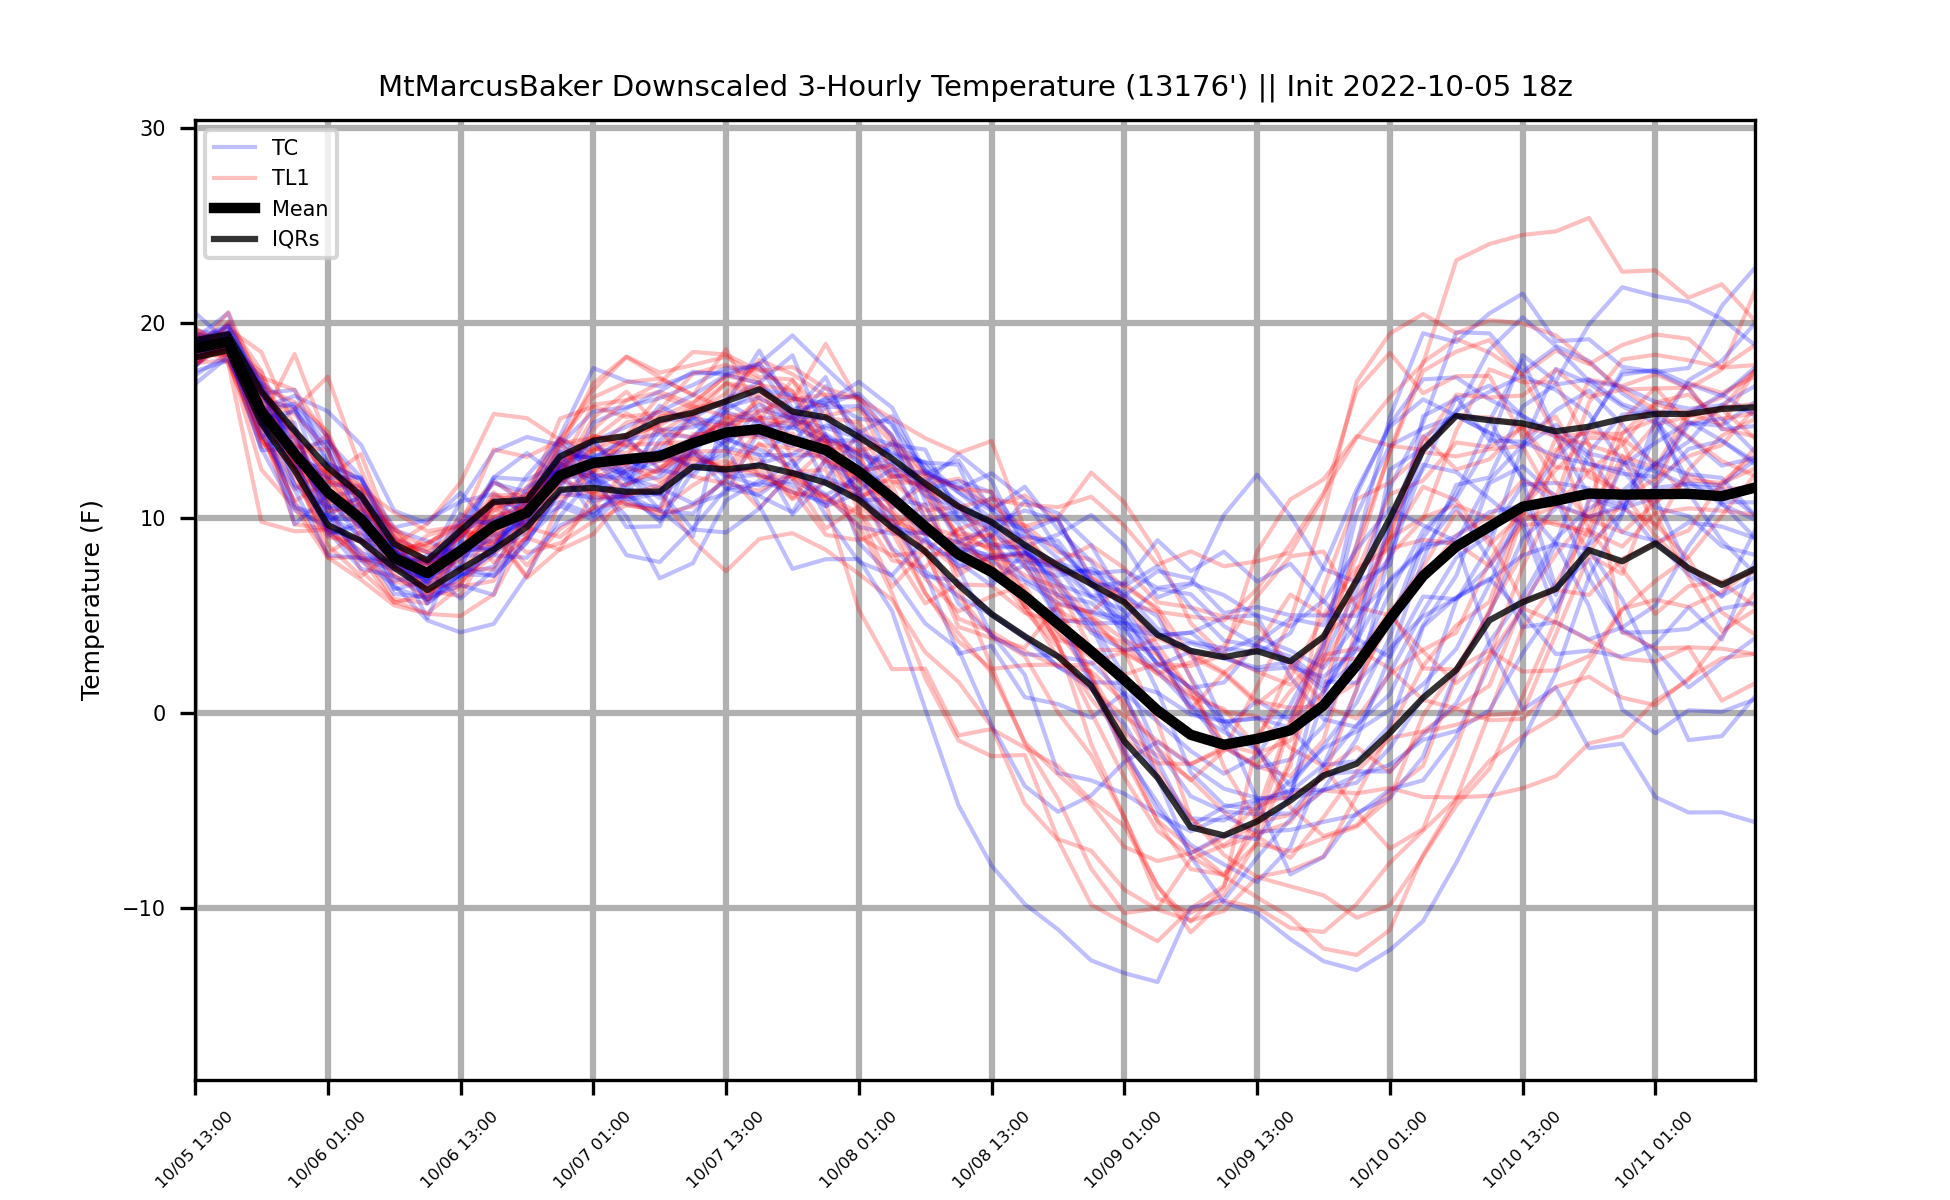 MtMarcusBaker Downscaled 3-Hourly Temperature (13176') || Init 2022-10-05 18z
TC
TL1
Mean
IQRs
Temperature (F)
30
20
10
0
−10
10/05 13:00
10/06 01:00
10/06 13:00
10/07 01:00
10/07 13:00
10/08 01:00
10/08 13:00
10/09 01:00
10/09 13:00
10/10 01:00
10/10 13:00
10/11 01:00